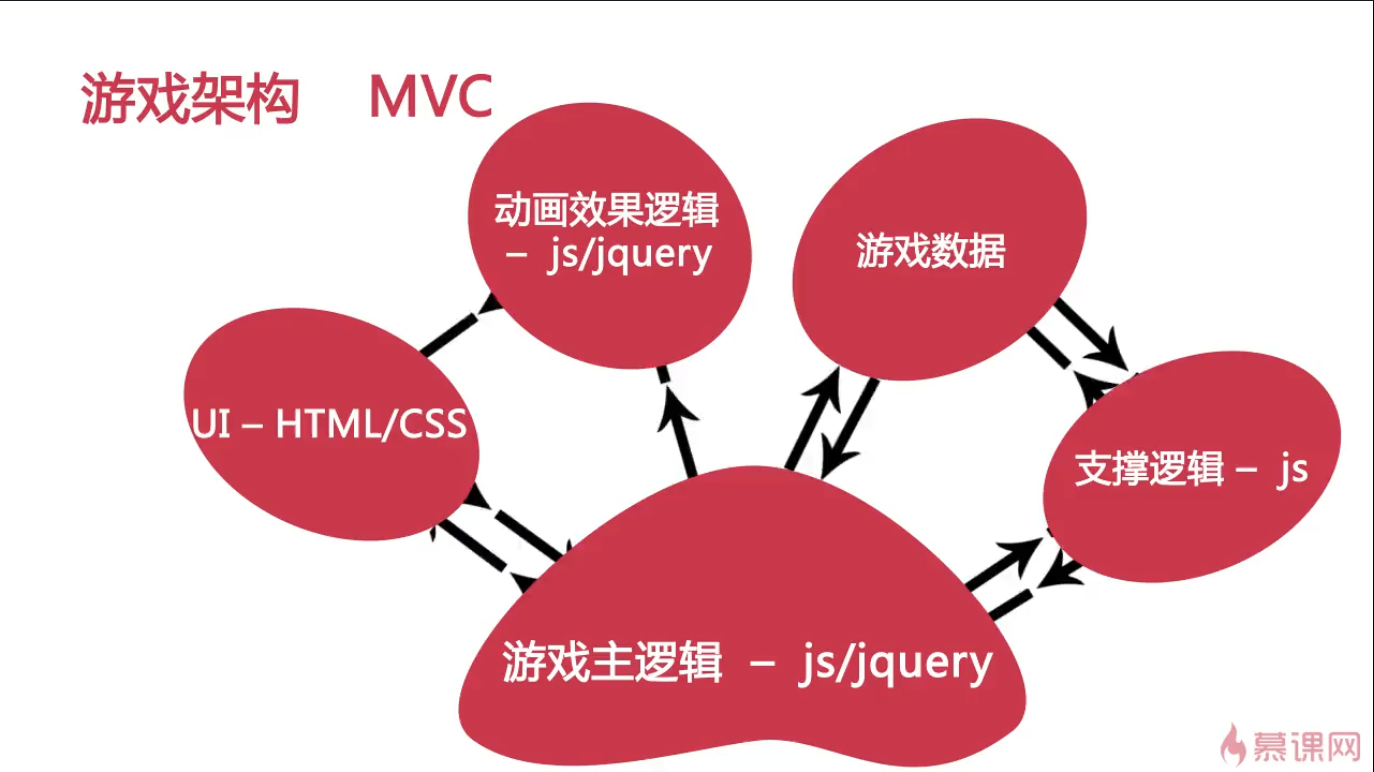 游戏架构 MVC
动画效果逻辑
– js/jquery
游戏数据
UI – HTML/CSS
支撑逻辑 – js
游戏主逻辑 – js/jquery
慕课网